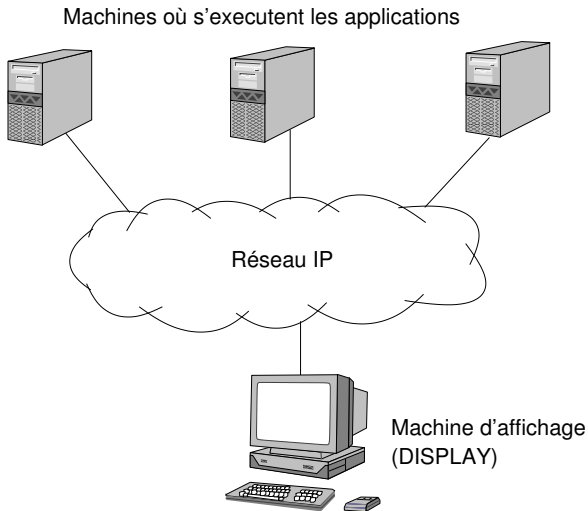 Machines où s'executent les applications
Réseau IP
Machine d'affichage
(DISPLAY)